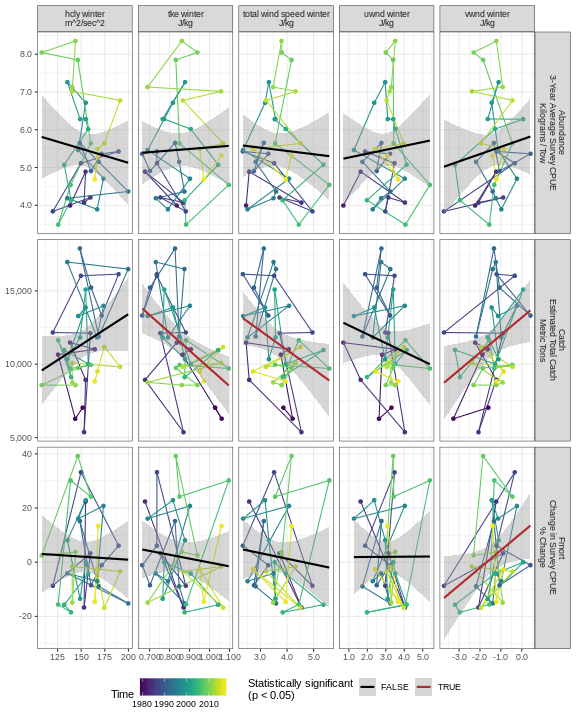 hdly winter
m^2/sec^2
tke winter
J/kg
total wind speed winter
J/kg
uwnd winter
J/kg
vwnd winter
J/kg
8.0
7.0
6.0
5.0
4.0
Abundance
3-Year Average Survey CPUE
Kilograms / Tow
15,000
10,000
5,000
Catch
Estimated Total Catch
Metric Tons
40
20
0
-20
Fmort
Change in Survey CPUE
% Change
125 150 175 200
0.700 0.800 0.900 1.000 1.100
3.0 4.0 5.0
1.0 2.0 3.0 4.0 5.0
-3.0 -2.0 -1.0 0.0
Time
1980 1990 2000 2010
Statistically significant
(p < 0.05)
FALSE
TRUE